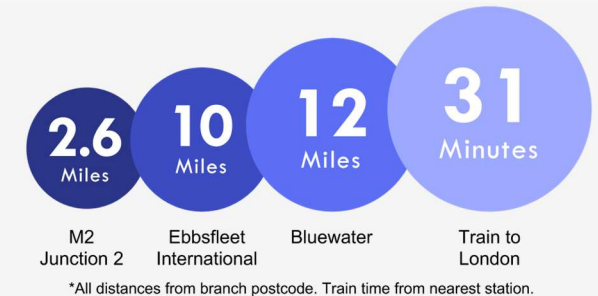 2.6
Miles
10
Miles
12
Miles
31
Minutes
M2
Junction 2
Ebbsfleet
International
Bluewater
Train to
London
*All distances from branch postcode. Train time from nearest station.